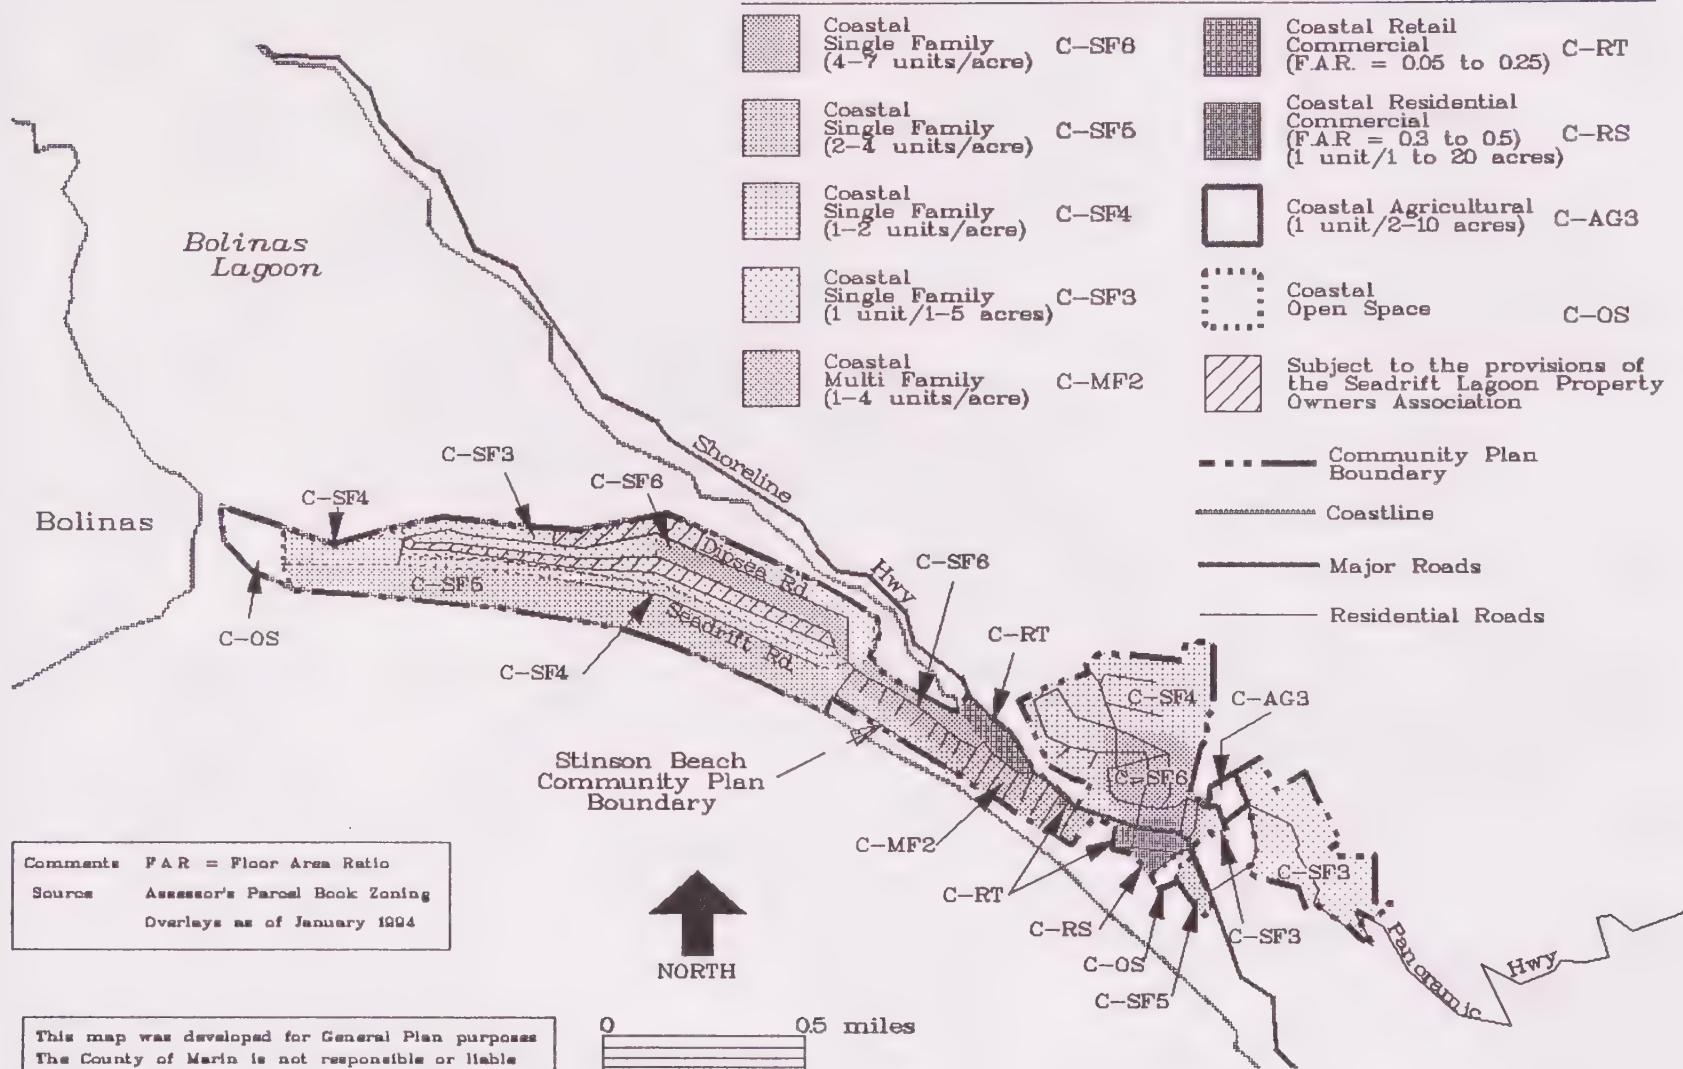 Coastal
Single Family
(4-7 units/acre)
C-SF6
Coastal
Single Family
(2-4 units/acre)
C-SF5
Coastal
Single Family
(1-2 units/acre)
C-SF4
Coastal
Single Family
(1 unit/1-5 acres)
C-SF3
Coastal
Multi Family
(1-4 units/acre)
C-MF2
Coastal Retail
Commercial
(F.A.R. = 0.05 to 0.25)
C-RT
Coastal Residential
Commercial
(F.A.R = 0.3 to 0.5)
(1 unit/1 to 20 acres)
C-RS
Coastal Agricultural
(1 unit/2-10 acres)
C-AG3
Coastal
Open Space
C-OS
Subject to the provisions of
the Seadrift Lagoon Property
Owners Association
Community Plan
Boundary
Coastline
Major Roads
Residential Roads
Bolinas
Lagoon
Bolinas
Shoreline
Hwy
C-SF3
C-SF6
C-SF4
C-SF5
C-OS
Dipsea Rd.
Seadrift Rd.
C-SF4
C-SF6
C-RT
C-SF4
C-AG3
C-SF6
Stinson Beach
Community Plan
Boundary
C-MF2
C-RT
C-RS
C-OS
C-SF5
C-SF3
C-SF3
Panoramic
Hwy
Comments FAR = Floor Area Ratio
Source Assessor's Parcel Book Zoning
Overlays as of January 1994
NORTH
0 0.5 miles
This map was developed for General Plan purposes
The County of Marin is not responsible or liable